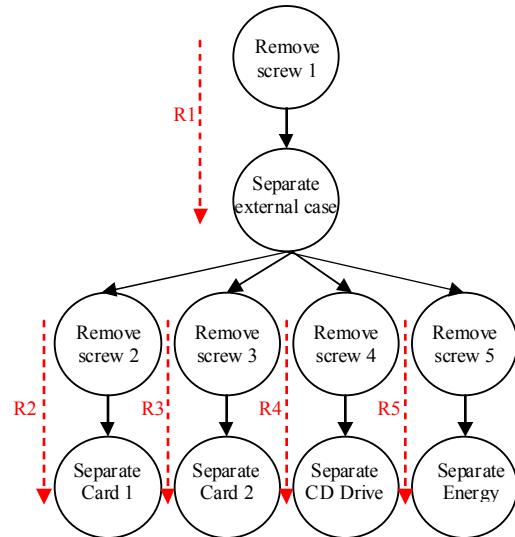 Remove
screw 1
R1
Separate
external case
Remove
screw 2
Remove
screw 3
Remove
screw 4
Remove
screw 5
R2
R3
R4
R5
Separate
Card 1
Separate
Card 2
Separate
CD Drive
Separate
Energy